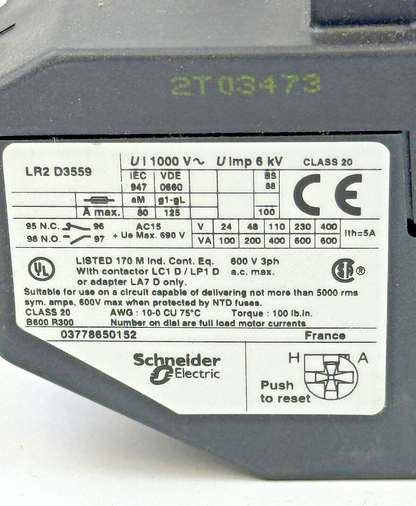 2T03473
LR2 D3559
Ui 1000 V~ U imp 6 kV CLASS 20
IEC 947 VDE 0660 BS 88
aM g1-gL
A max. 80 125 100
95 N.C. 96
98 N.O. 97
AC15
+ Ue Max. 690 V
V 24 48 110 230 400
VA 100 200 400 600 600
Ith=5A
CE
UL
LISTED 170 M Ind. Cont. Eq. 600 V 3ph
With contactor LC1 D / LP1 D a.c. max.
or adapter LA7 D only.
Suitable for use on a circuit capable of delivering not more than 5000 rms
sym. amps, 600V max when protected by NTD fuses.
CLASS 20 AWG : 10-0 CU 75°C Torque : 100 lb.in.
B600 R300 Number on dial are full load motor currents
03778650152 France
Schneider
Electric
H A
Push
to reset